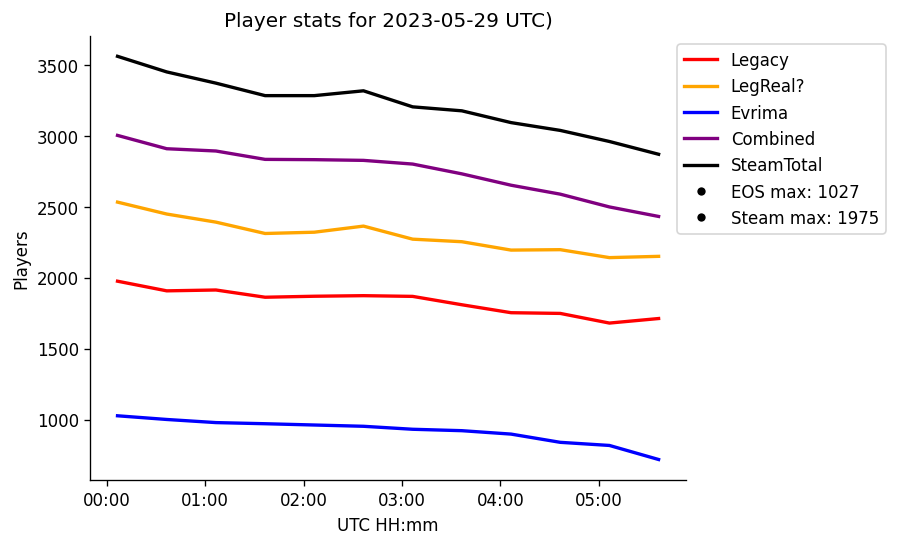 Player stats for 2023-05-29 UTC)
Legacy
LegReal?
Evrima
Combined
SteamTotal
EOS max: 1027
Steam max: 1975
Players
3500
3000
2500
2000
1500
1000
00:00 01:00 02:00 03:00 04:00 05:00
UTC HH:mm